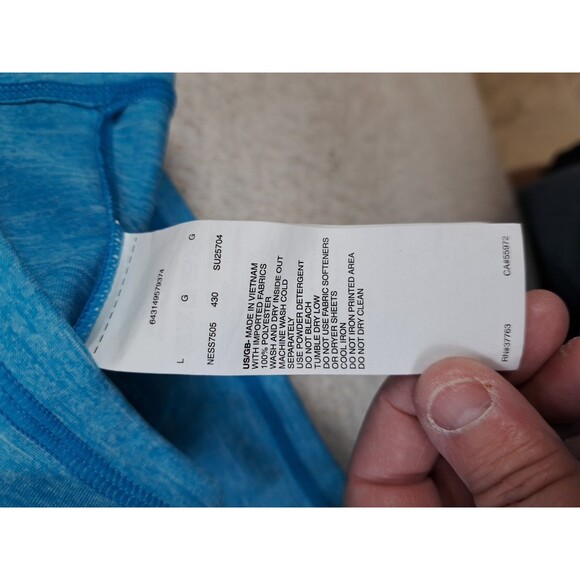 643149579374
L G G
NESS7505 430 SU25704
US/GB- MADE IN VIETNAM
WITH IMPORTED FABRICS
100% POLYESTER
WASH AND DRY INSIDE OUT
MACHINE WASH COLD
SEPARATELY
USE POWDER DETERGENT
DO NOT BLEACH
TUMBLE DRY LOW
DO NOT USE FABRIC SOFTENERS
OR DRYER SHEETS
COOL IRON
DO NOT IRON PRINTED AREA
DO NOT DRY CLEAN
RN#37763 CA#55972